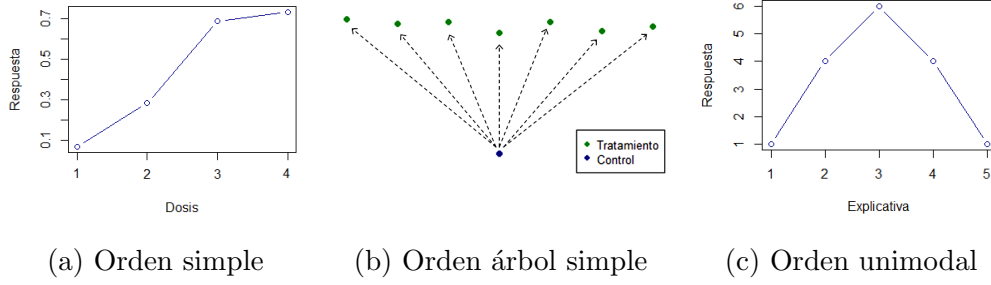 Respuesta
0.7
0.5
0.3
0.1
1 2 3 4
Dosis
Tratamiento
Control
Respuesta
6
5
4
3
2
1
1 2 3 4 5
Explicativa
(a) Orden simple
(b) Orden árbol simple
(c) Orden unimodal